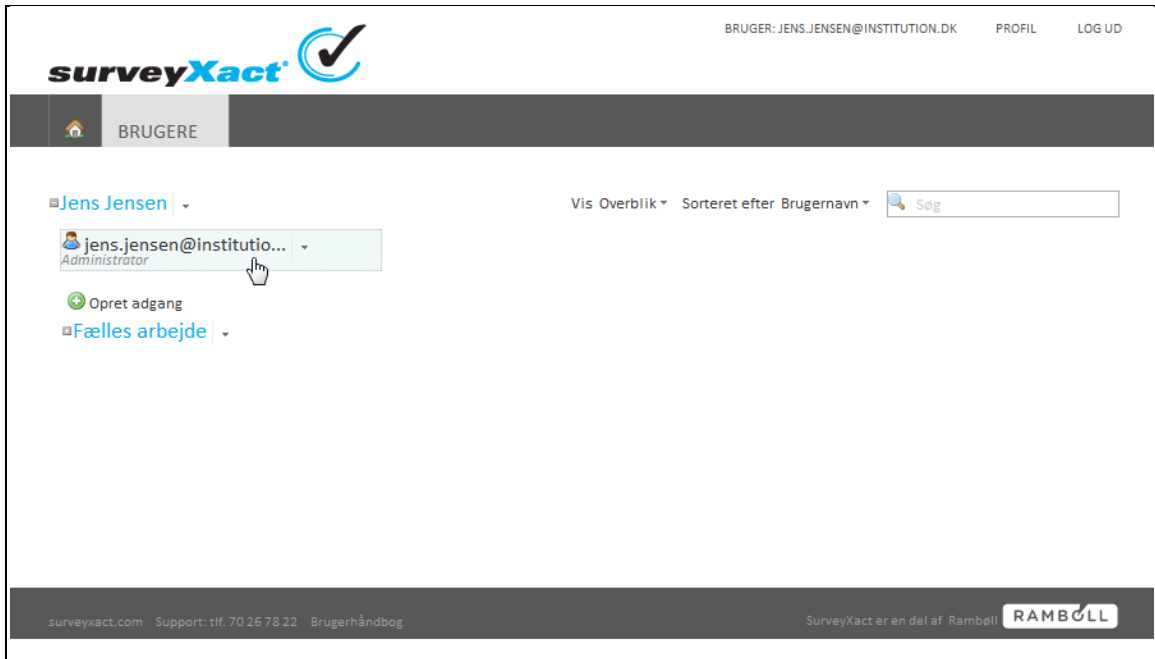 BRUGER: JENS.JENSEN@INSTITUTION.DK PROFIL LOG UD
surveyXact
BRUGERE
Jens Jensen Vis Overblik Sorteret efter Brugernavn Søg
jens.jensen@institutio...
Administrator
Opret adgang
Fælles arbejde
surveyxact.com Support: tlf. 70 26 78 22 Brugerhåndbog SurveyXact er en del af Rambøll RAMBOLL